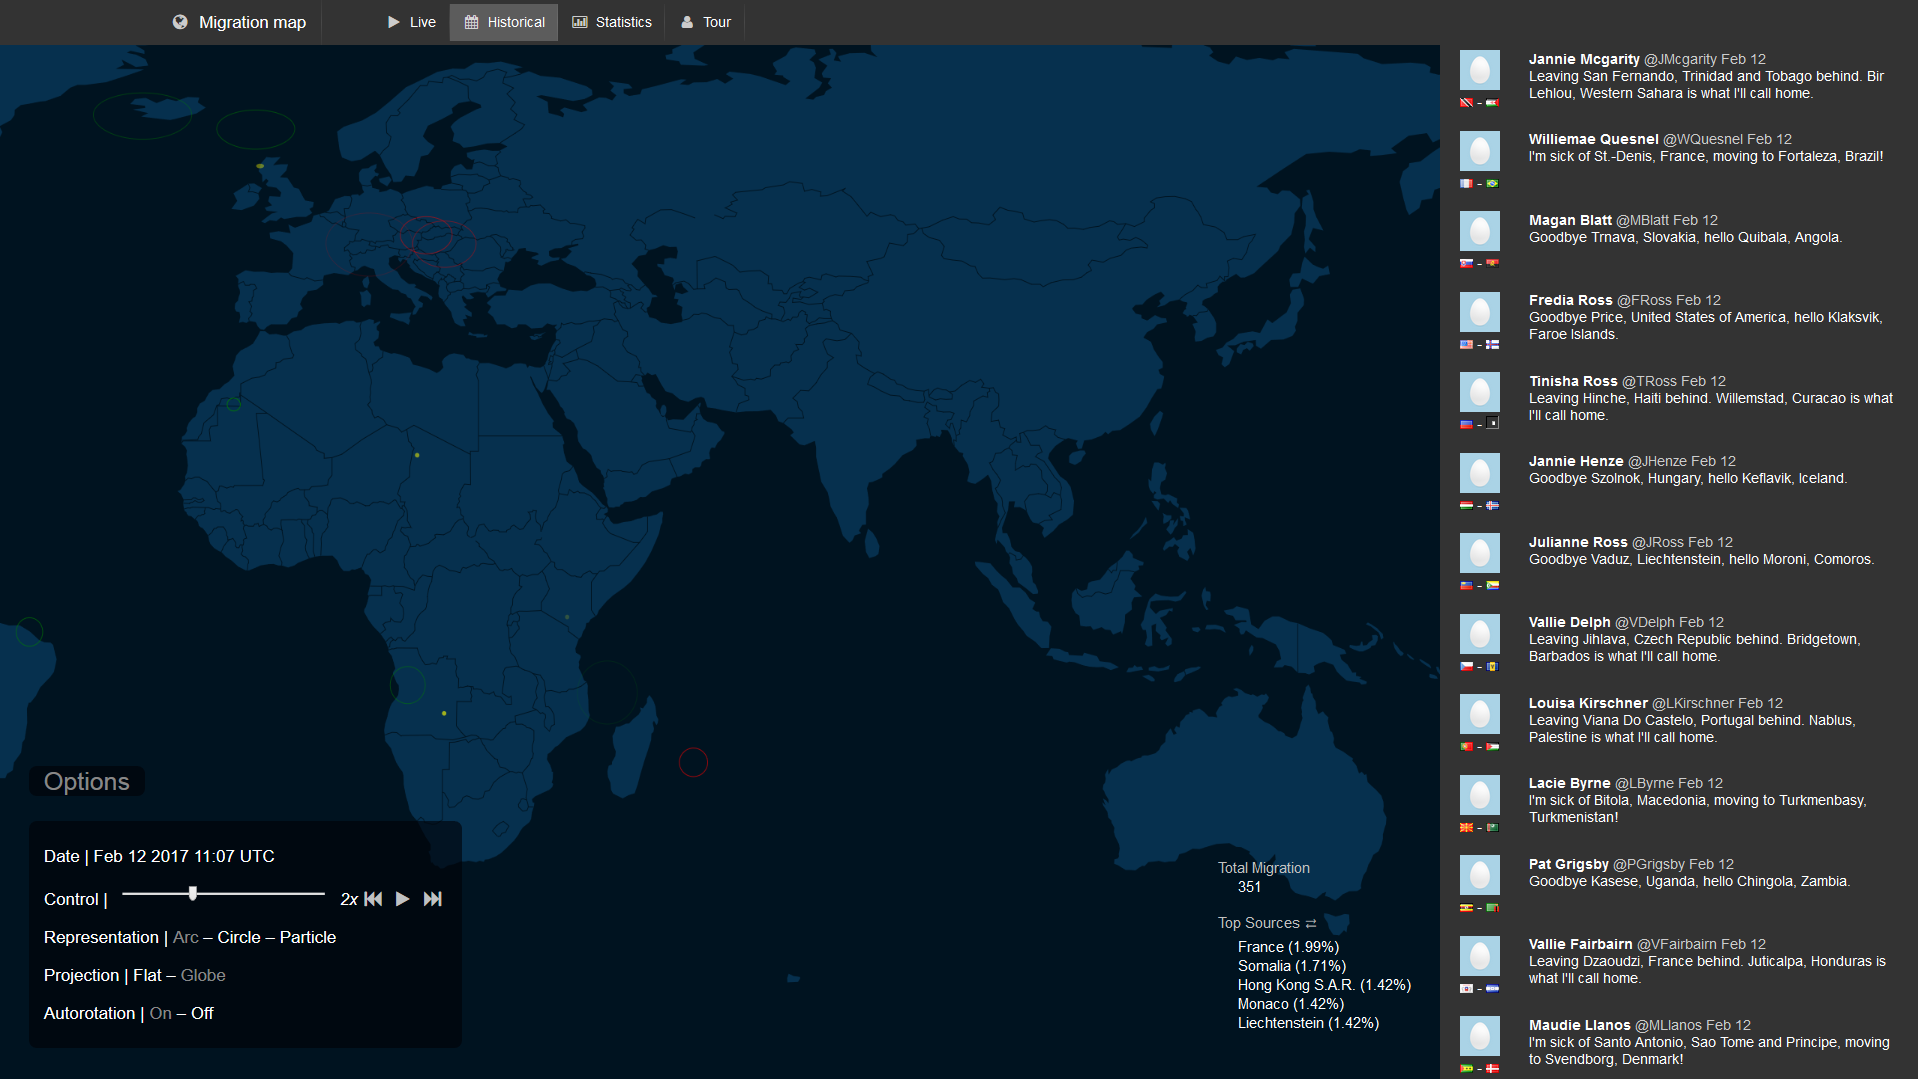 Migration map
Live
Historical
Statistics
Tour
Jannie Mcgarity @JMcgarity Feb 12
Leaving San Fernando, Trinidad and Tobago behind. Bir
Lehlou, Western Sahara is what I'll call home.
Williemae Quesnel @WQuesnel Feb 12
I'm sick of St.-Denis, France, moving to Fortaleza, Brazil!
Magan Blatt @MBlatt Feb 12
Goodbye Trnava, Slovakia, hello Quibala, Angola.
Fredia Ross @FRoss Feb 12
Goodbye Price, United States of America, hello Klaksvik,
Faroe Islands.
Tinisha Ross @TRoss Feb 12
Leaving Hinche, Haiti behind. Willemstad, Curacao is what
I'll call home.
Jannie Henze @JHenze Feb 12
Goodbye Szolnok, Hungary, hello Keflavik, Iceland.
Julianne Ross @JRoss Feb 12
Goodbye Vaduz, Liechtenstein, hello Moroni, Comoros.
Vallie Delph @VDelph Feb 12
Leaving Jihlava, Czech Republic behind. Bridgetown,
Barbados is what I'll call home.
Louisa Kirschner @LKirschner Feb 12
Leaving Viana Do Castelo, Portugal behind. Nablus,
Palestine is what I'll call home.
Lacie Byrne @LByrne Feb 12
I'm sick of Bitola, Macedonia, moving to Turkmenbasy,
Turkmenistan!
Pat Grigsby @PGrigsby Feb 12
Goodbye Kasese, Uganda, hello Chingola, Zambia.
Vallie Fairbairn @VFairbairn Feb 12
Leaving Dzaoudzi, France behind. Juticalpa, Honduras is
what I'll call home.
Maudie Llanos @MLlanos Feb 12
I'm sick of Santo Antonio, Sao Tome and Principe, moving
to Svendborg, Denmark!
Options
Date | Feb 12 2017 11:07 UTC
Control | 2x
Representation | Arc – Circle – Particle
Projection | Flat – Globe
Autorotation | On – Off
Total Migration
351
Top Sources ⇄
France (1.99%)
Somalia (1.71%)
Hong Kong S.A.R. (1.42%)
Monaco (1.42%)
Liechtenstein (1.42%)